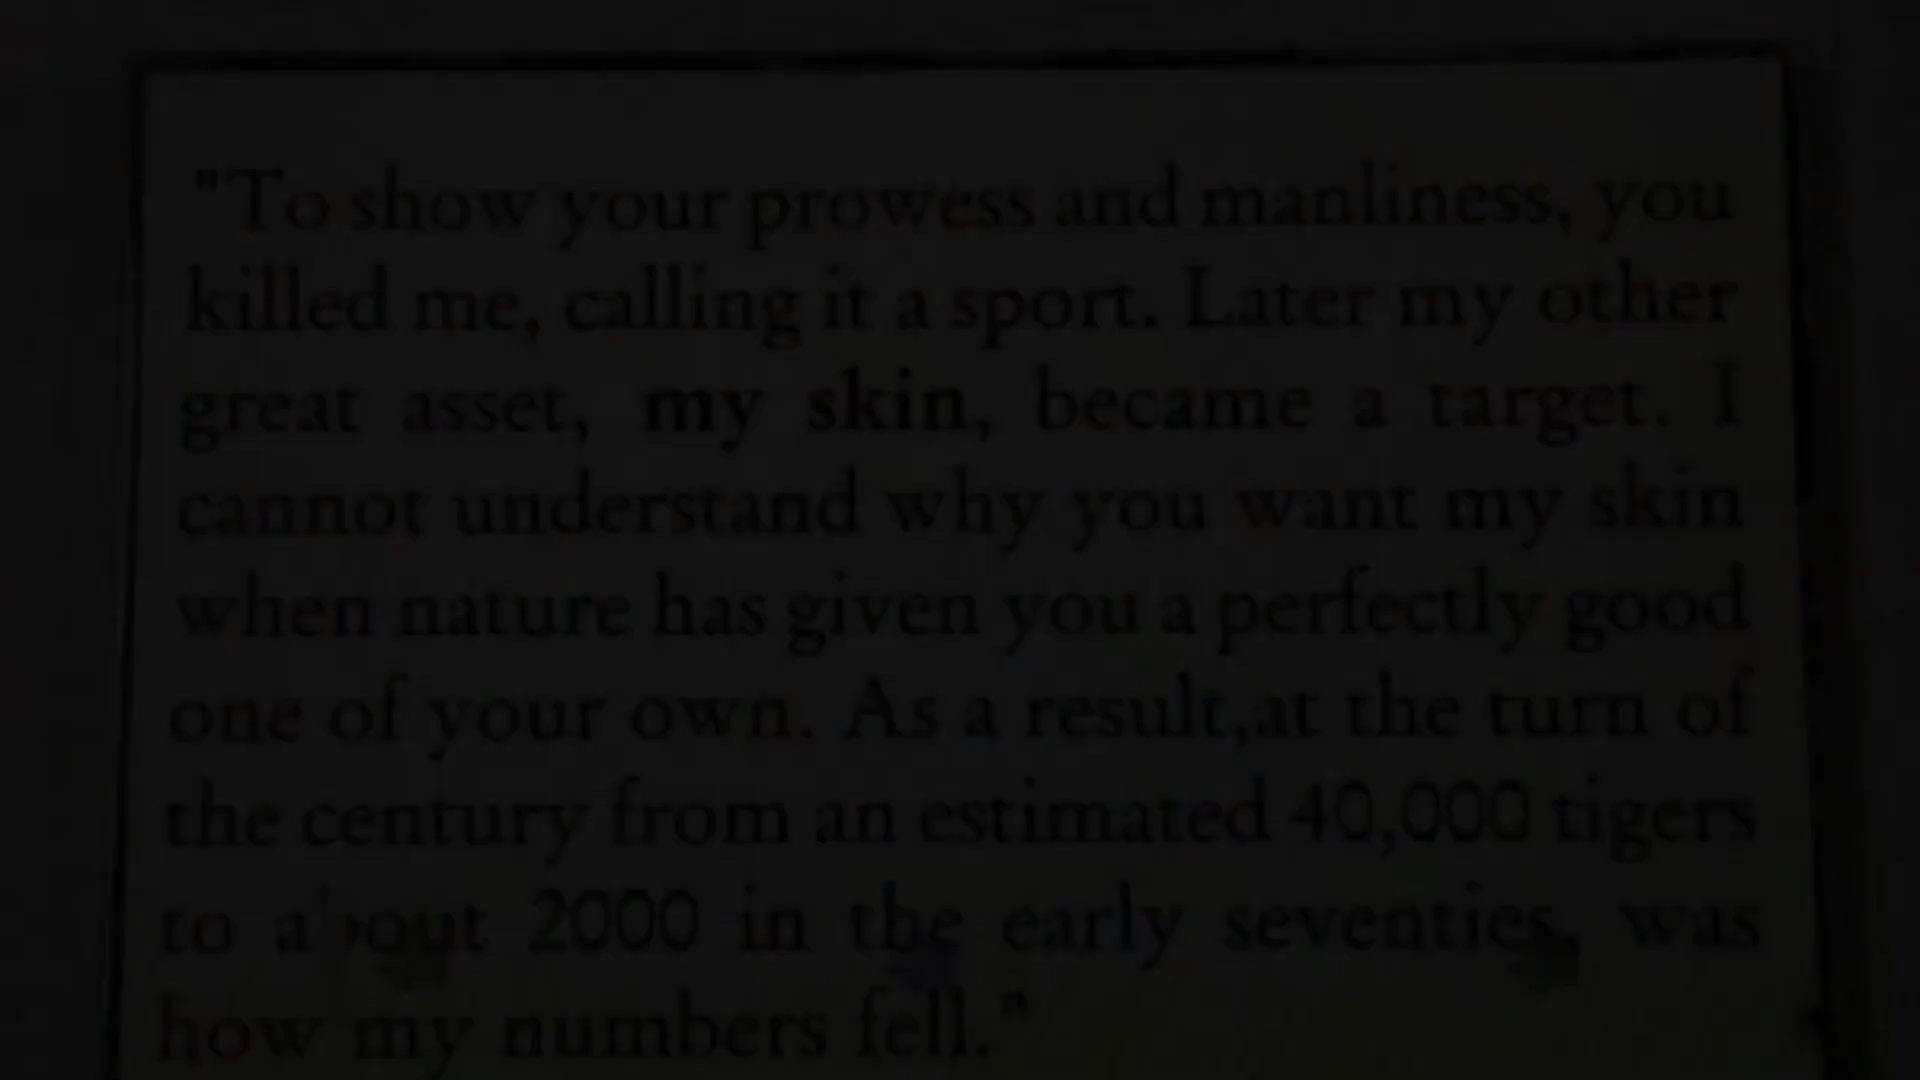 "To show your prowess and manliness, you
killed me, calling it a sport. Later my other
great asset, my skin, became a target. I
cannot understand why you want my skin
when nature has given you a perfectly good
one of your own. As a result,at the turn of
the century from an estimated 40,000 tigers
to about 2000 in the early seventies, was
how my numbers fell."